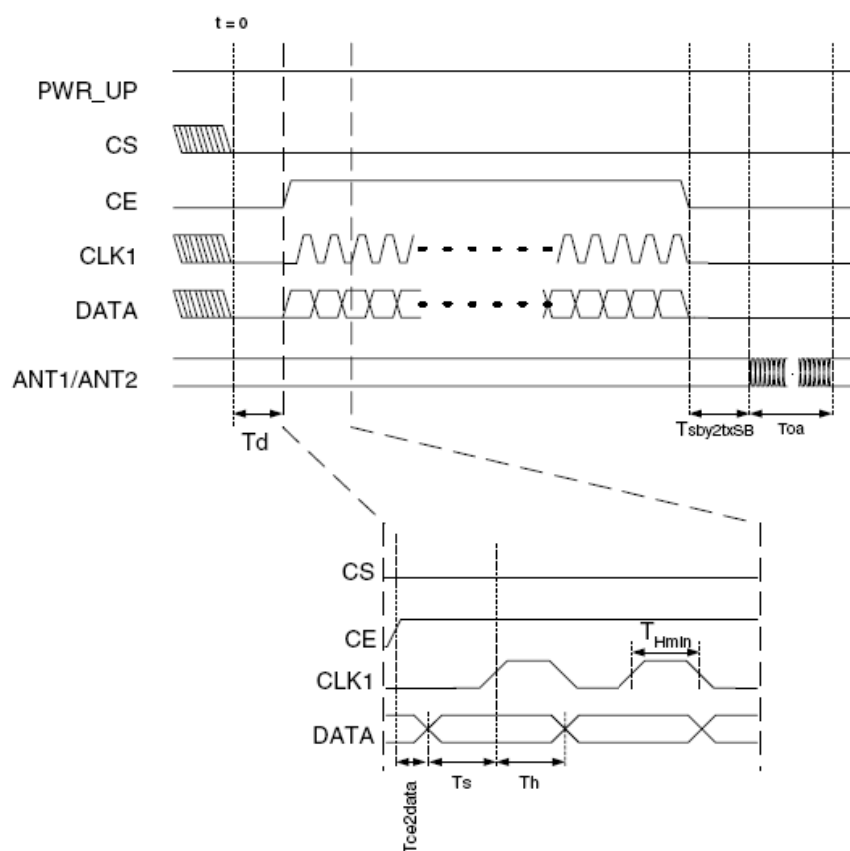 t = 0
PWR_UP
CS
CE
CLK1
DATA
ANT1/ANT2
Td
Tsby2txSB
Toa
CS
CE
THmin
CLK1
DATA
Tce2data
Ts
Th